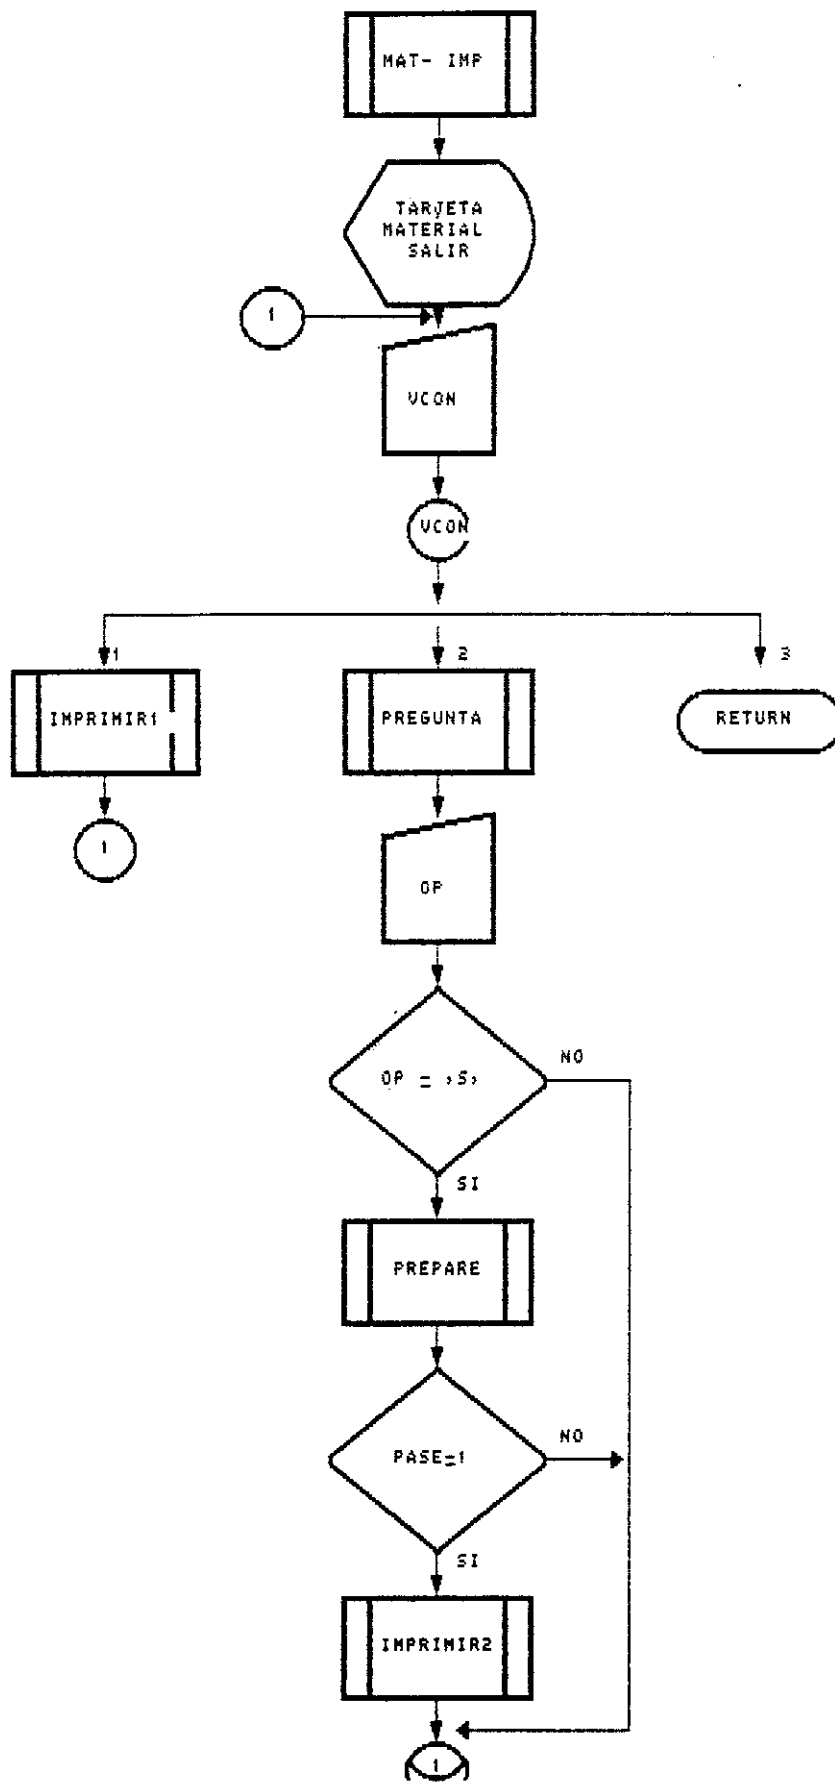 MAT- IMP
TARJETA
MATERIAL
SALIR
1
VCON
VCON
1
2
3
IMPRIMIR1
PREGUNTA
RETURN
1
OP
OP = ,S,
NO
SI
PREPARE
PASE=1
NO
SI
IMPRIMIR2
1